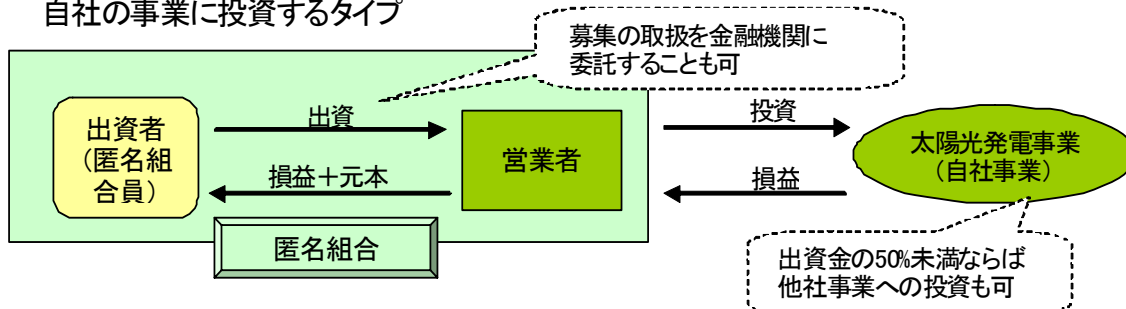 自社の事業に投資するタイプ
募集の取扱を金融機関に
委託することも可
出資者
(匿名組
合員)
出資
損益+元本
営業者
匿名組合
投資
損益
太陽光発電事業
(自社事業)
出資金の50%未満ならば
他社事業への投資も可